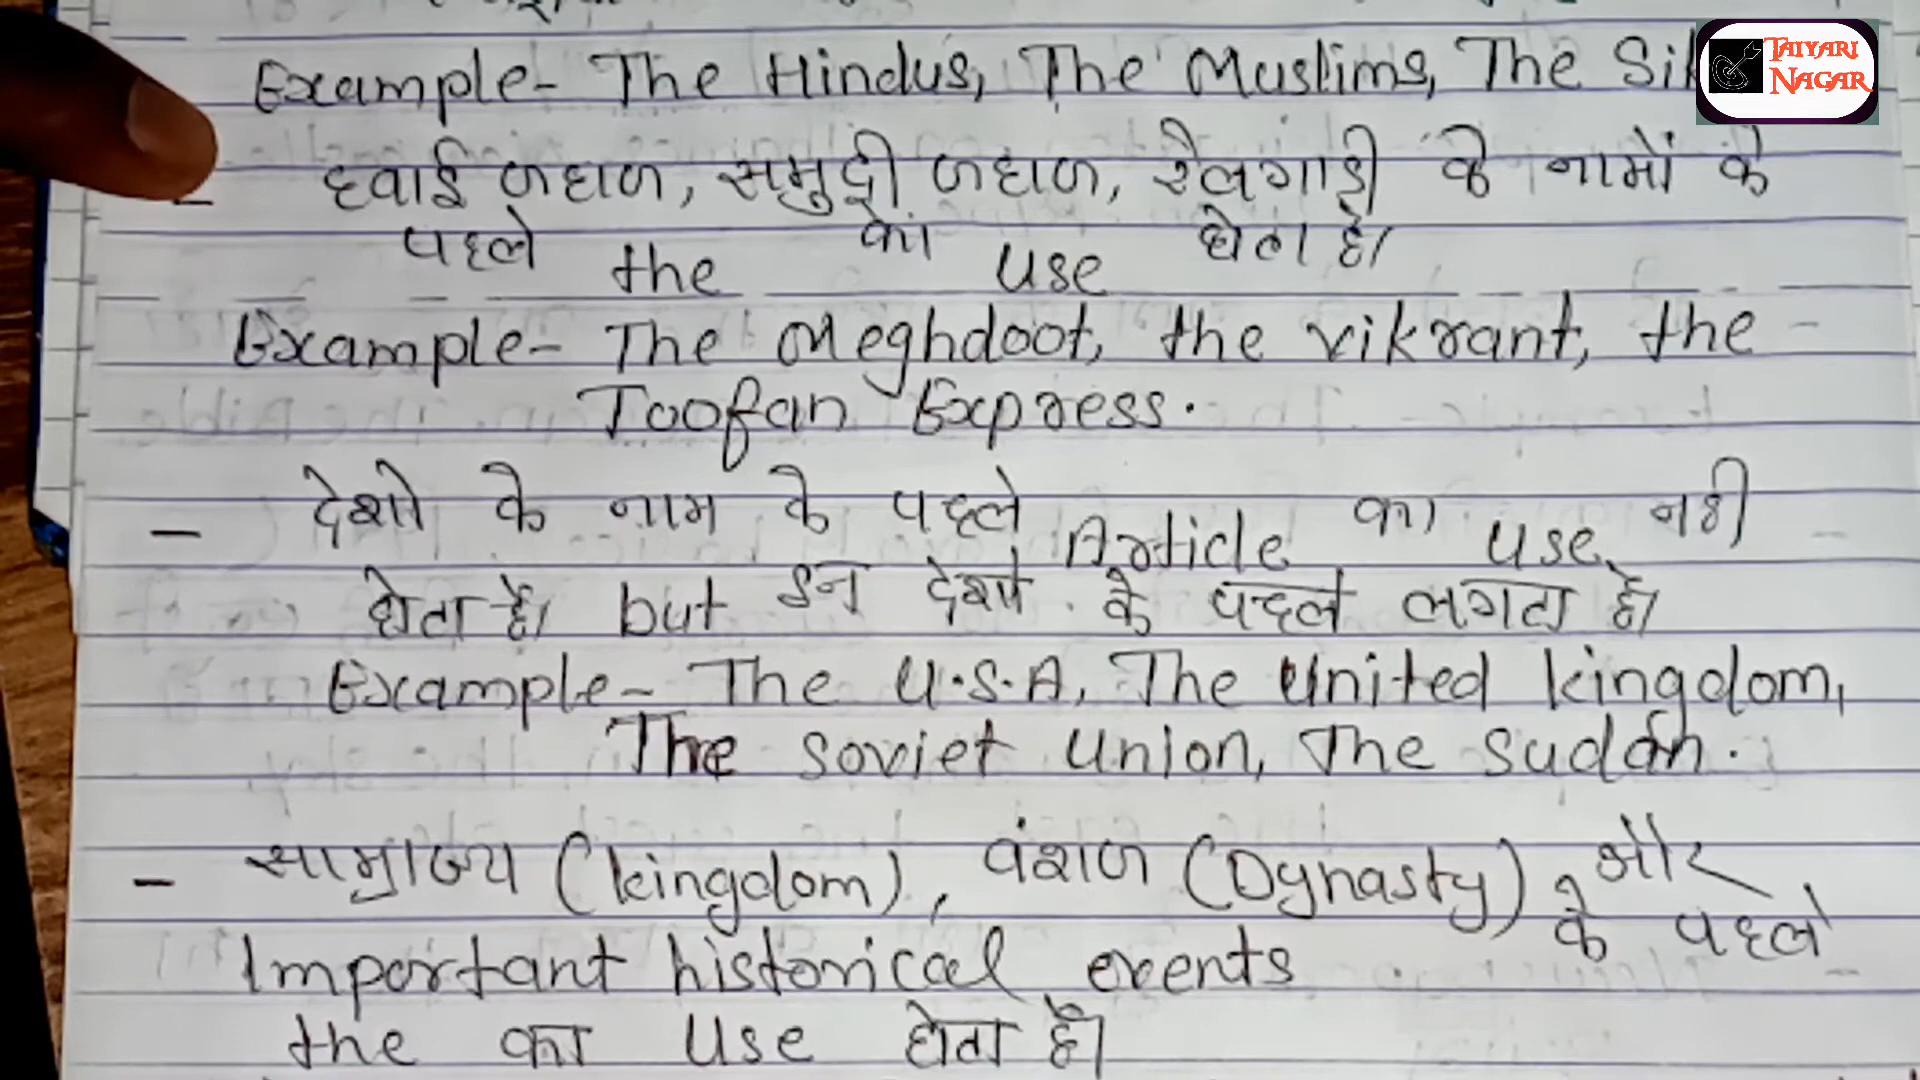 Example- The Hindus, The Muslims, The
TAIYARI NAGAR
- हवाई जहाज, समुद्री जहाज, रेलगाडी के नामों के
पहले the का use होता है।
Example- The Meghdoot, the vikrant, the
Toofan Express.
- देशो के नाम के पहले Article का use नही
होता है। but इन देशो के पहले लगता है।
Example- The U.S.A, The United kingdom,
The Soviet Union, The Sudan.
- साम्राज्य (kingdom), वंशज (Dynasty) और
Important historical events के पहले
the का use होता है।